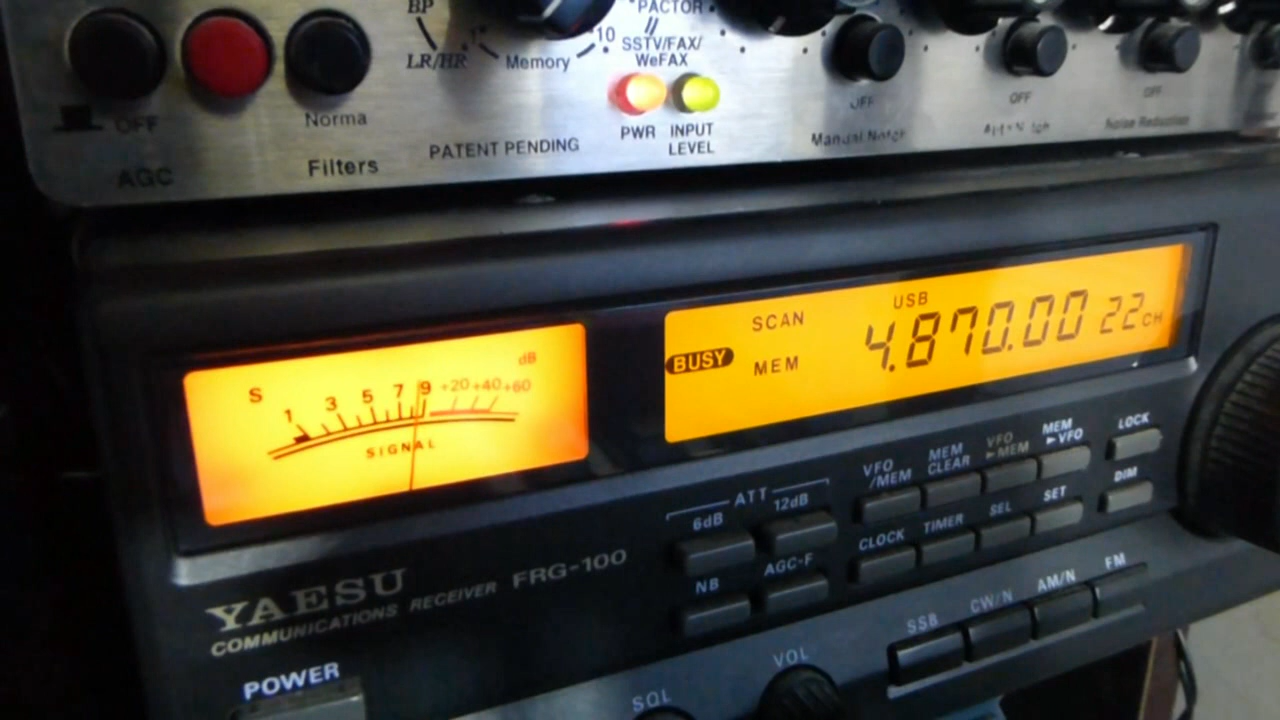 BP
LR/HR
Memory
10
PACTOR
SSTV/FAX/
WeFAX
OFF
AGC
Norma
Filters
PATENT PENDING
PWR
INPUT
LEVEL
OFF
Manual Notch
OFF
OFF
Noise Reduction
S
1 3 5 7 9 +20 +40 +60
dB
SIGNAL
BUSY
SCAN
MEM
USB
4.870.00 22 CH
YAESU
COMMUNICATIONS RECEIVER FRG-100
POWER
ATT
6dB
12dB
NB
AGC-F
VFO
/MEM
MEM
CLEAR
VFO
►MEM
MEM
►VFO
LOCK
CLOCK
TIMER
SEL
SET
DIM
SSB
CW/N
AM/N
FM
SQL
VOL